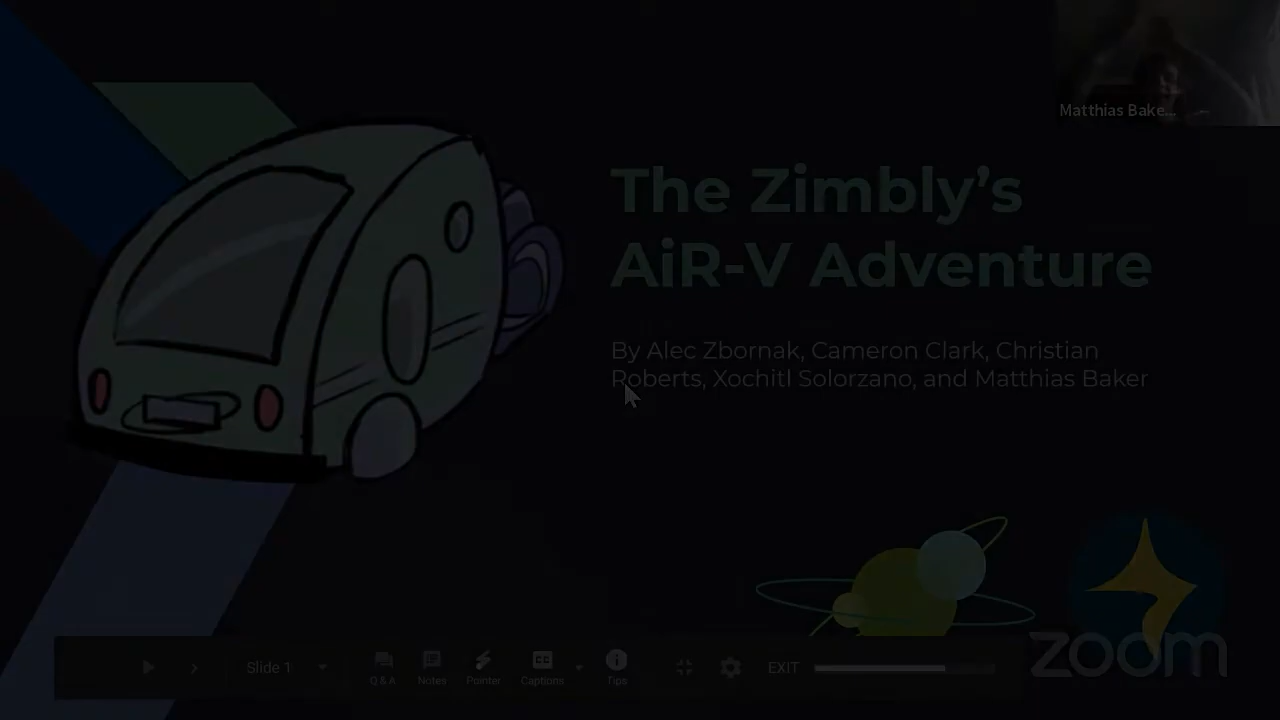 Matthias Bake...
The Zimbly’s
AiR-V Adventure
By Alec Zbornak, Cameron Clark, Christian
Roberts, Xochitl Solorzano, and Matthias Baker
zoom
Slide 1
Q & A
Notes
Pointer
CC
Captions
Tips
EXIT